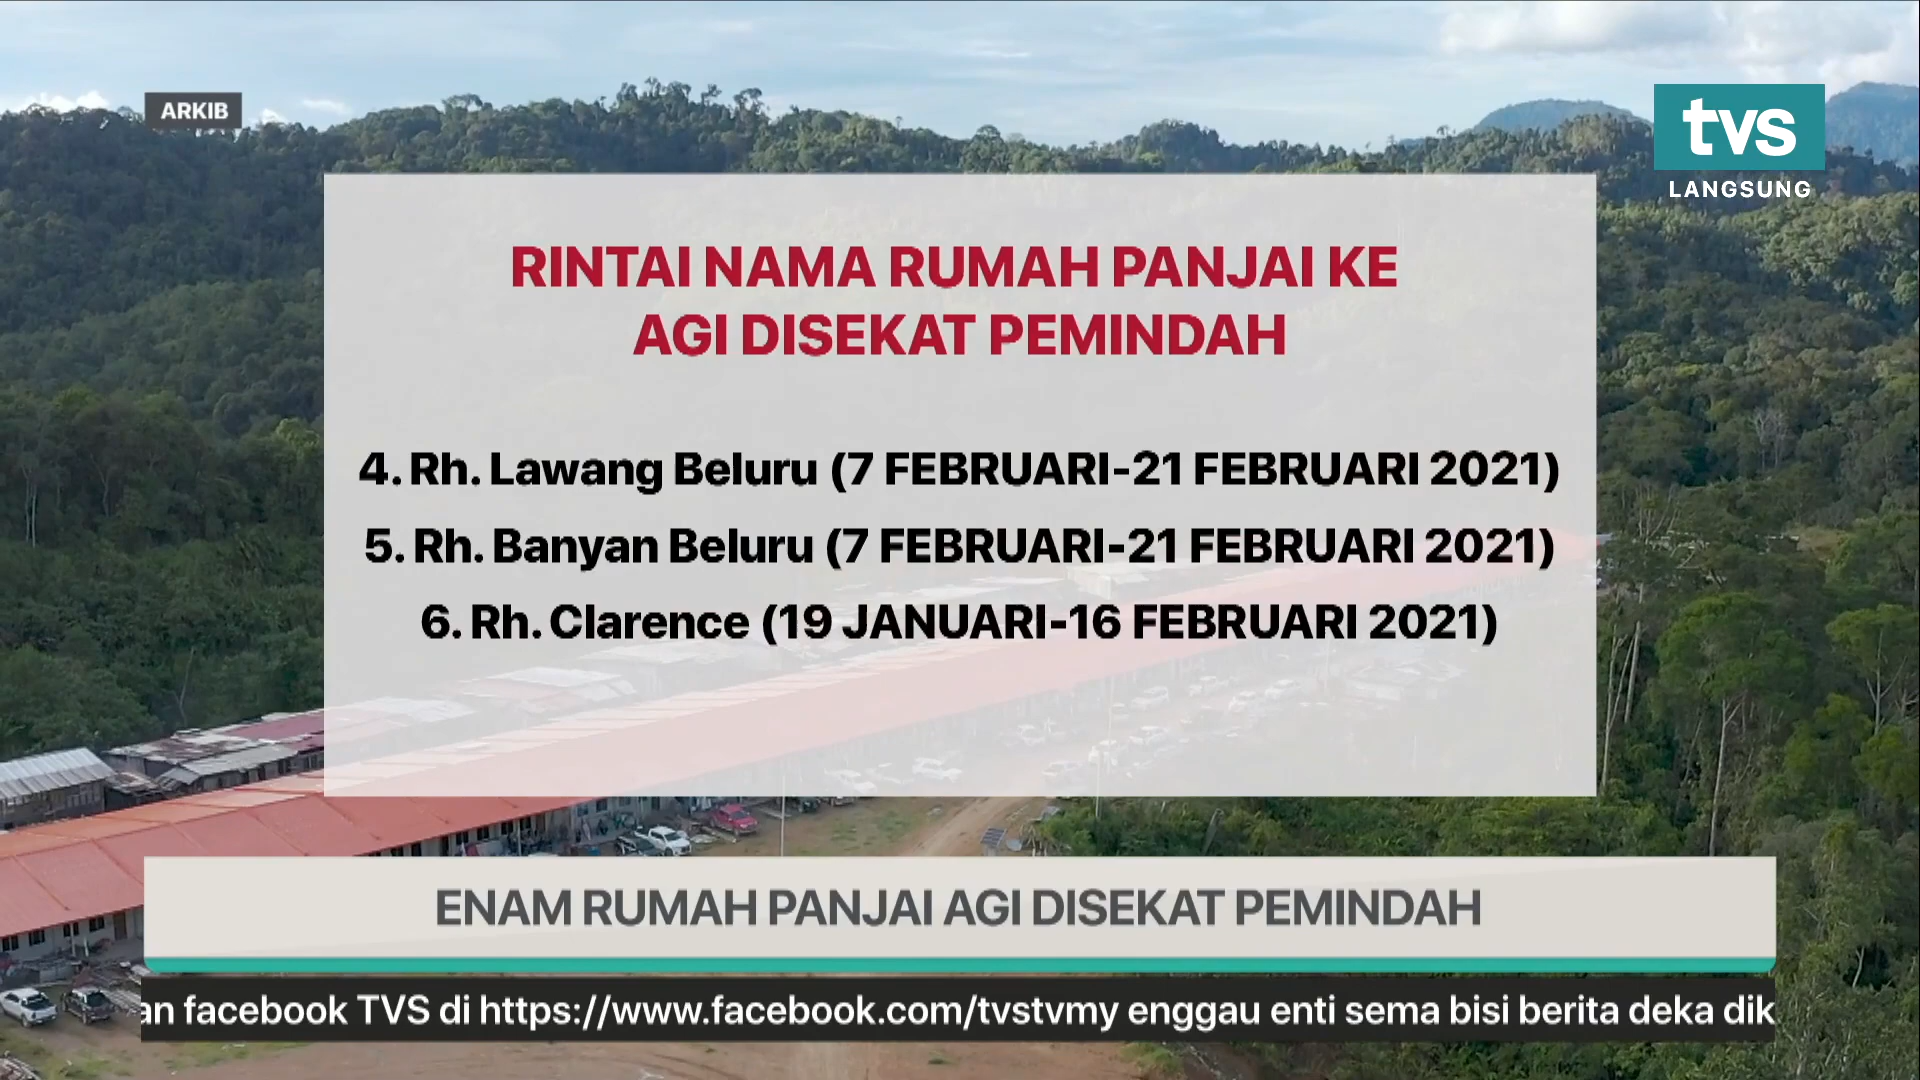 ARKIB
tvs
LANGSUNG
RINTAI NAMA RUMAH PANJAI KE
AGI DISEKAT PEMINDAH
4. Rh. Lawang Beluru (7 FEBRUARI-21 FEBRUARI 2021)
5. Rh. Banyan Beluru (7 FEBRUARI-21 FEBRUARI 2021)
6. Rh. Clarence (19 JANUARI-16 FEBRUARI 2021)
ENAM RUMAH PANJAI AGI DISEKAT PEMINDAH
an facebook TVS di https://www.facebook.com/tvstvmy enggau enti sema bisi berita deka dik